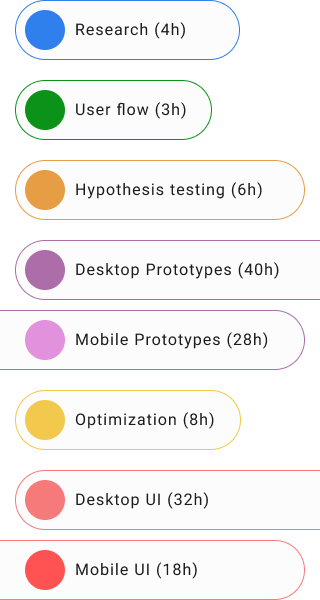 Research (4h)
User flow (3h)
Hypothesis testing (6h)
Desktop Prototypes (40h)
Mobile Prototypes (28h)
Optimization (8h)
Desktop UI (32h)
Mobile UI (18h)